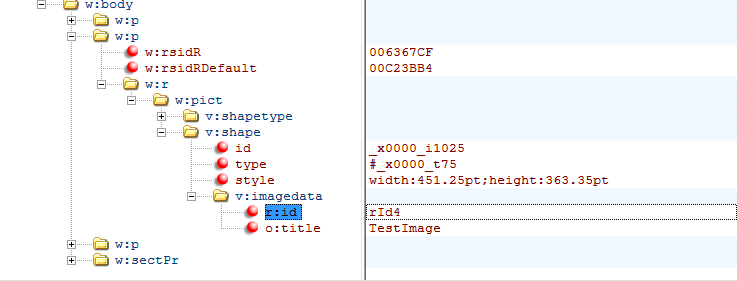 w:body
w:p
w:p
w:rsidR 006367CF
w:rsidRDefault 00C23BB4
w:r
w:pict
v:shapetype
v:shape
id _x0000_i1025
type #_x0000_t75
style width:451.25pt;height:363.35pt
v:imagedata
r:id rId4
o:title TestImage
w:p
w:sectPr